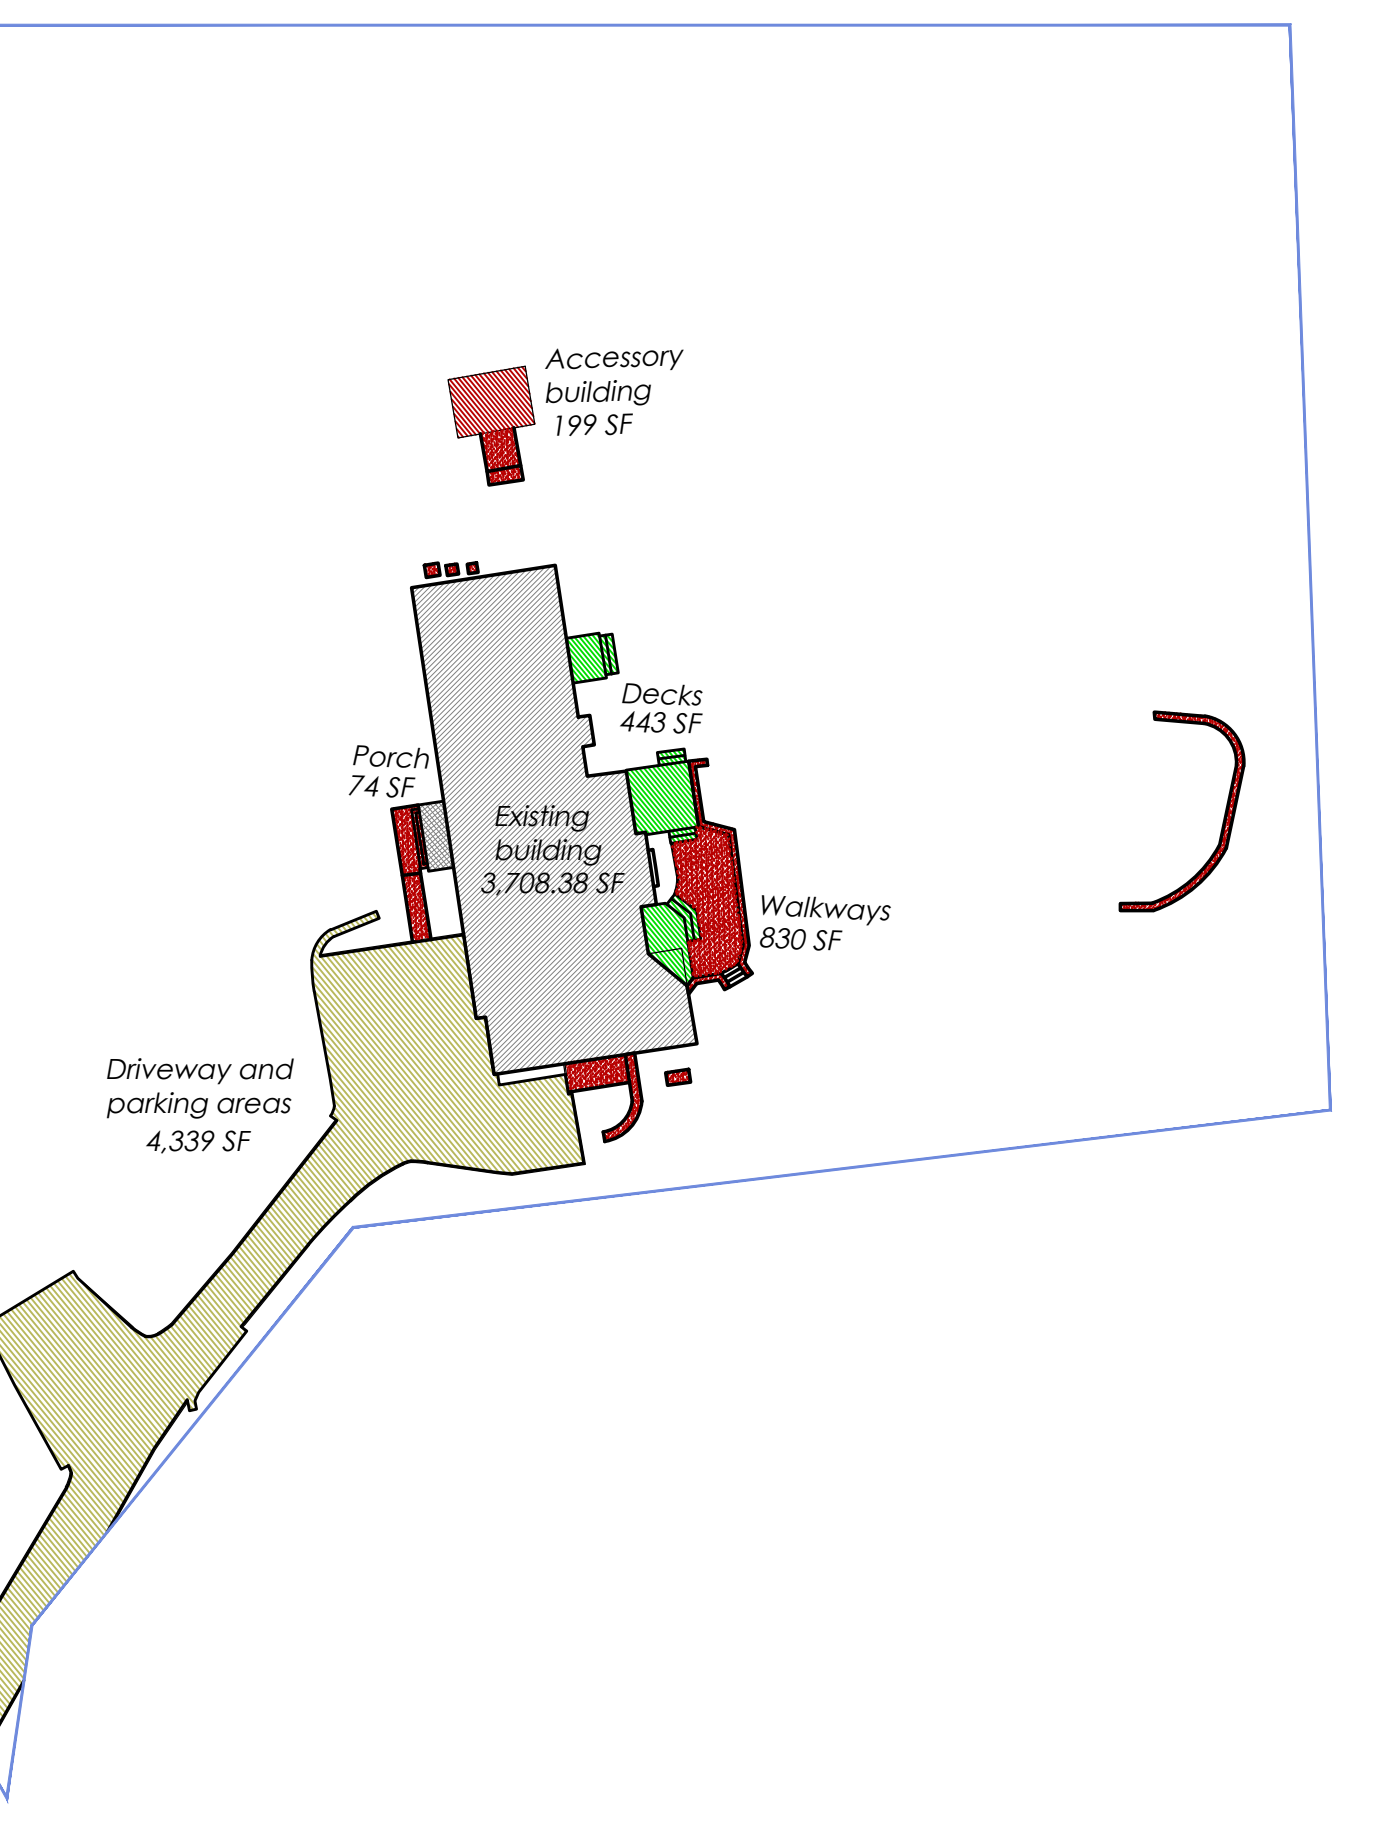 Accessory
building
199 SF
Decks
443 SF
Porch
74 SF
Existing
building
3,708.38 SF
Walkways
830 SF
Driveway and
parking areas
4,339 SF